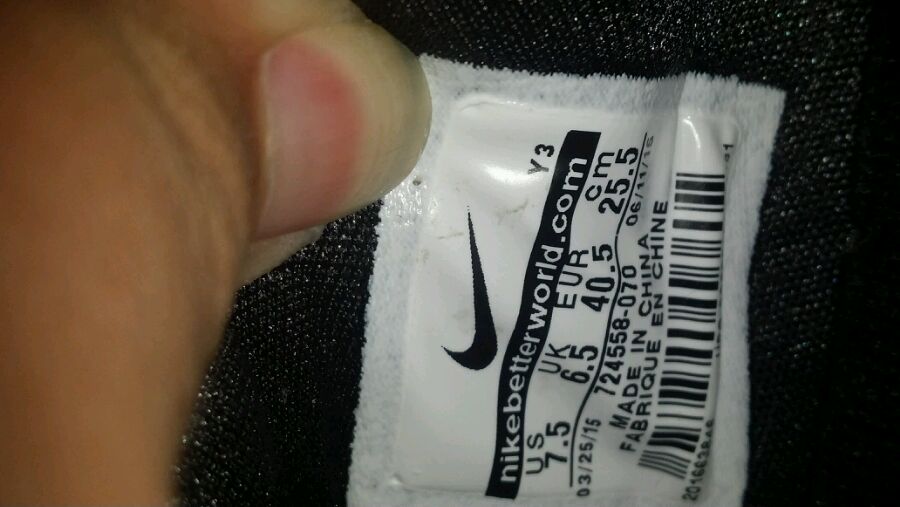 Y3
nikebetterworld.com
US UK EUR cm
7.5 6.5 40.5 25.5
03/25/15 724558-070 06/11/15
MADE IN CHINA
FABRIQUE EN CHINE